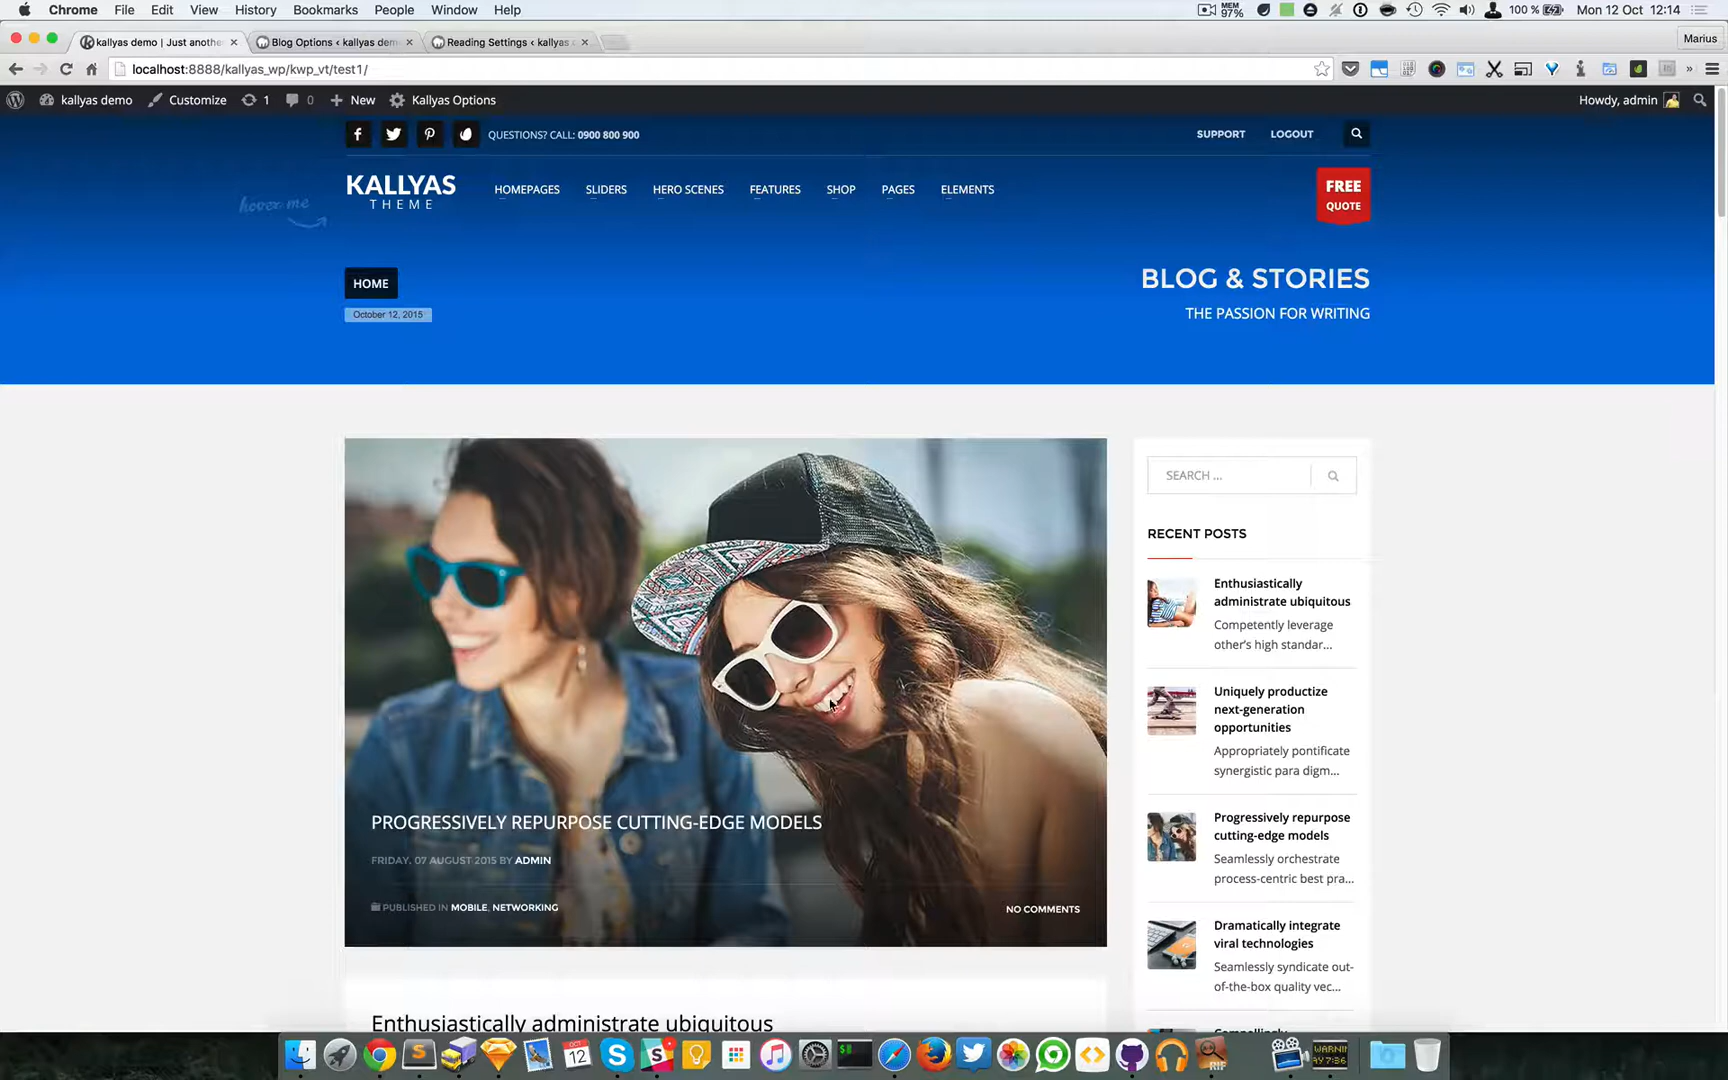 Chrome File Edit View History Bookmarks People Window Help
MEM 97% 100 % Mon 12 Oct 12:14
kallyas demo | Just anothe
Blog Options ‹ kallyas dem
Reading Settings ‹ kallyas
Marius
localhost:8888/kallyas_wp/kwp_vt/test1/
kallyas demo Customize 1 0 New Kallyas Options
Howdy, admin
QUESTIONS? CALL: 0900 800 900
SUPPORT LOGOUT
hover me
KALLYAS
THEME
HOMEPAGES SLIDERS HERO SCENES FEATURES SHOP PAGES ELEMENTS
FREE
QUOTE
HOME
October 12, 2015
BLOG & STORIES
THE PASSION FOR WRITING
PROGRESSIVELY REPURPOSE CUTTING-EDGE MODELS
FRIDAY, 07 AUGUST 2015 BY ADMIN
PUBLISHED IN MOBILE, NETWORKING
NO COMMENTS
Enthusiastically administrate ubiquitous
SEARCH ...
RECENT POSTS
Enthusiastically
administrate ubiquitous
Competently leverage
other's high standar...
Uniquely productize
next-generation
opportunities
Appropriately pontificate
synergistic para digm...
Progressively repurpose
cutting-edge models
Seamlessly orchestrate
process-centric best pra...
Dramatically integrate
viral technologies
Seamlessly syndicate out-
of-the-box quality vec...
OCT
12